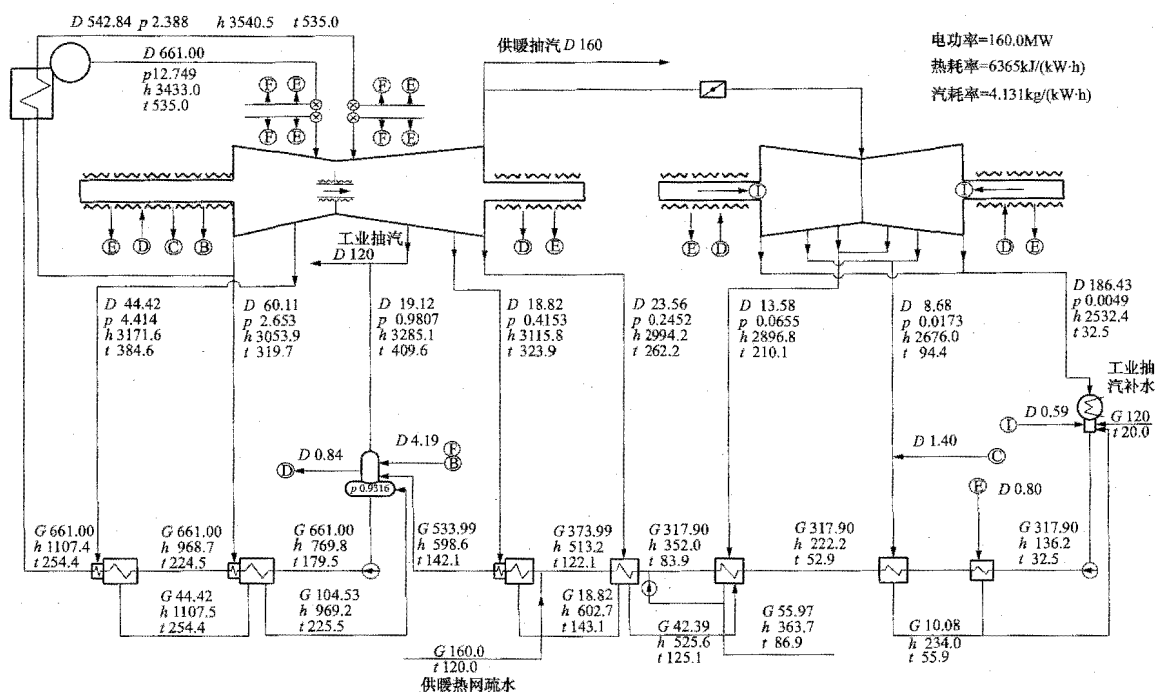 D 542.84 p 2.388 h 3540.5 t 535.0
D 661.00
p12.749
h 3433.0
t 535.0
供暖抽汽D 160
电功率=160.0MW
热耗率=6365kJ/(kW·h)
汽耗率=4.131kg/(kW·h)
Ⓕ Ⓔ Ⓕ Ⓔ
Ⓕ Ⓔ Ⓕ Ⓔ
Ⓘ Ⓘ
Ⓔ Ⓓ Ⓒ Ⓑ
Ⓓ Ⓔ
Ⓔ Ⓓ
Ⓓ Ⓔ
工业抽汽
D 120
D 44.42
p 4.414
h 3171.6
t 384.6
D 60.11
p 2.653
h 3053.9
t 319.7
D 19.12
p 0.9807
h 3285.1
t 409.6
D 18.82
p 0.4153
h 3115.8
t 323.9
D 23.56
p 0.2452
h 2994.2
t 262.2
D 13.58
p 0.0655
h 2896.8
t 210.1
D 8.68
p 0.0173
h 2676.0
t 94.4
D 186.43
p 0.0049
h 2532.4
t 32.5
工业抽
汽补水
G 120
t 20.0
Ⓘ D 0.59
D 1.40 Ⓒ
Ⓔ D 0.80
Ⓓ D 0.84
D 4.19 Ⓕ
Ⓑ
p 0.9316
G 661.00
h 1107.4
t 254.4
G 661.00
h 968.7
t 224.5
G 661.00
h 769.8
t 179.5
G 533.99
h 598.6
t 142.1
G 373.99
h 513.2
t 122.1
G 317.90
h 352.0
t 83.9
G 317.90
h 222.2
t 52.9
G 317.90
h 136.2
t 32.5
G 44.42
h 1107.5
t 254.4
G 104.53
h 969.2
t 225.5
G 18.82
h 602.7
t 143.1
G 42.39
h 525.6
t 125.1
G 55.97
h 363.7
t 86.9
G 10.08
h 234.0
t 55.9
G 160.0
t 120.0
供暖热网疏水